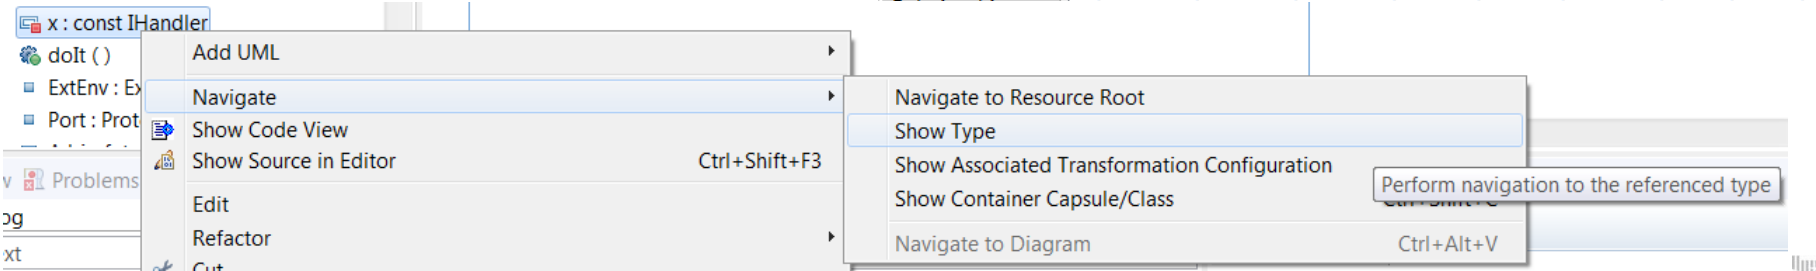 x : const IHandler
doIt ( )
ExtEnv : Ex
Port : Prot
Problems
og
ext
Add UML
Navigate
Show Code View
Show Source in Editor Ctrl+Shift+F3
Edit
Refactor
Cut
Navigate to Resource Root
Show Type
Show Associated Transformation Configuration
Show Container Capsule/Class
Navigate to Diagram Ctrl+Alt+V
Perform navigation to the referenced type